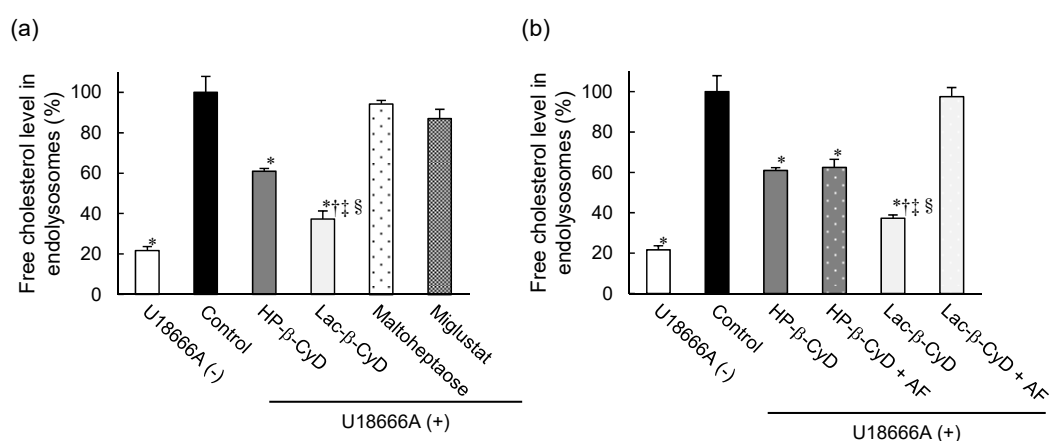 (a)
Free cholesterol level in
endolysosomes (%)
100
80
60
40
20
0
*
*
*†‡ §
U18666A (-)
Control
HP-β-CyD
Lac-β-CyD
Maltoheptaose
Miglustat
U18666A (+)
(b)
Free cholesterol level in
endolysosomes (%)
100
80
60
40
20
0
*
*
*
*†‡ §
U18666A (-)
Control
HP-β-CyD
HP-β-CyD + AF
Lac-β-CyD
Lac-β-CyD + AF
U18666A (+)